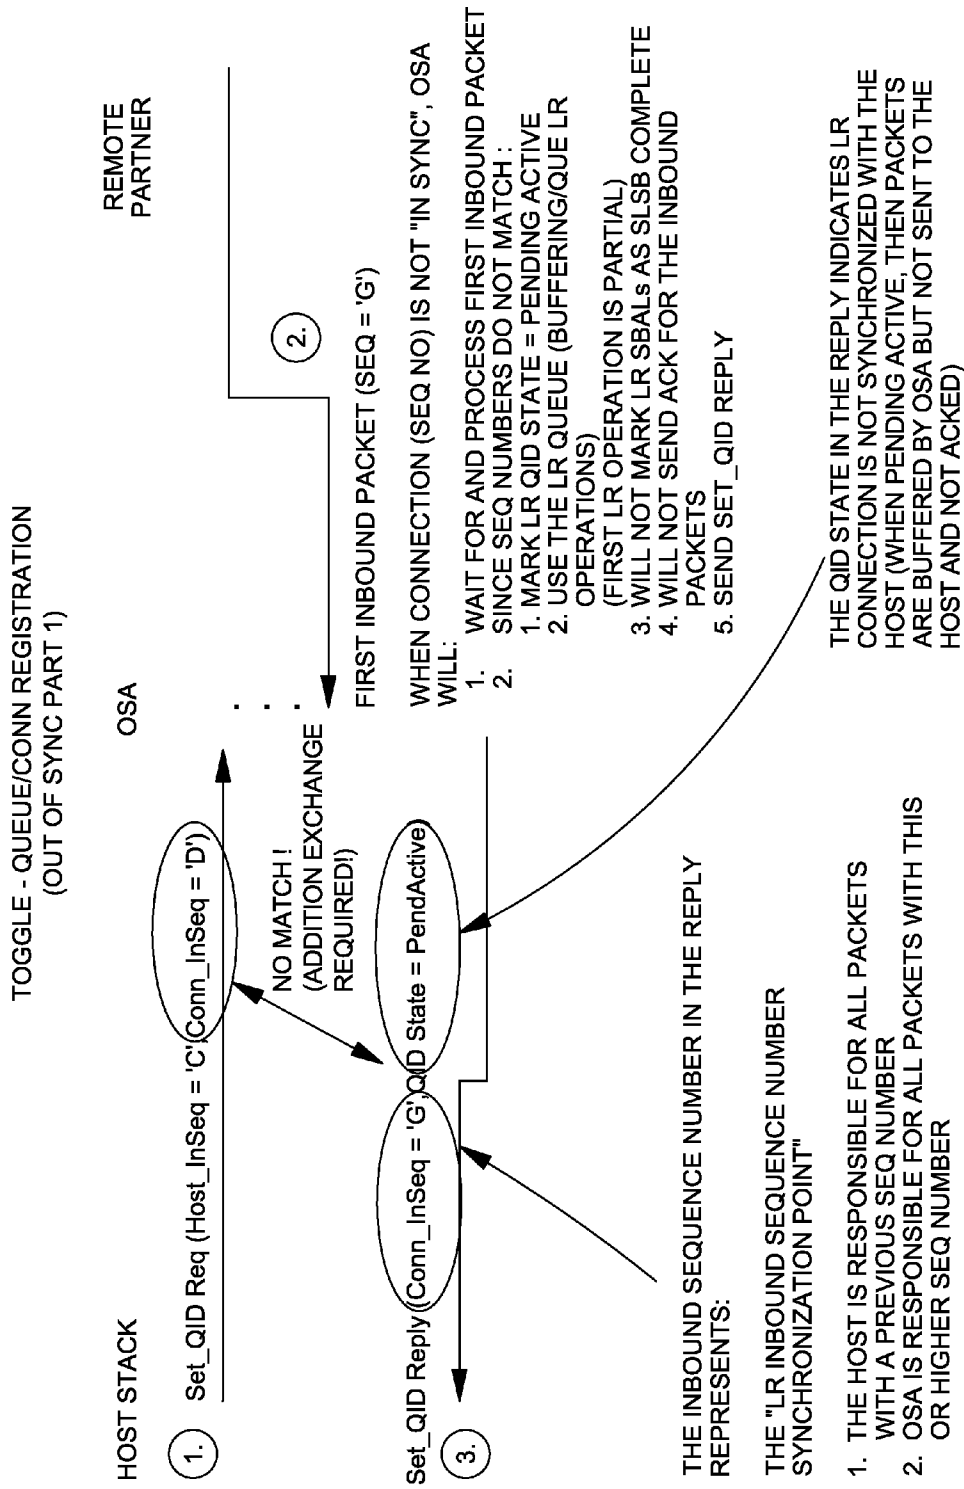 TOGGLE - QUEUE/CONN REGISTRATION
(OUT OF SYNC PART 1)
HOST STACK
OSA
REMOTE
PARTNER
1.
Set_QID Req (Host_InSeq = 'C',Conn_InSeq = 'D')
.
.
.
2.
NO MATCH !
(ADDITION EXCHANGE
REQUIRED!)
FIRST INBOUND PACKET (SEQ = 'G')
Set_QID Reply (Conn_InSeq = 'G',QID State = PendActive
3.
WHEN CONNECTION (SEQ NO) IS NOT "IN SYNC", OSA
WILL:
1. WAIT FOR AND PROCESS FIRST INBOUND PACKET
2. SINCE SEQ NUMBERS DO NOT MATCH :
1. MARK LR QID STATE = PENDING ACTIVE
2. USE THE LR QUEUE (BUFFERING/QUE LR
OPERATIONS)
(FIRST LR OPERATION IS PARTIAL)
3. WILL NOT MARK LR SBALs AS SLSB COMPLETE
4. WILL NOT SEND ACK FOR THE INBOUND
PACKETS
5. SEND SET_QID REPLY
THE INBOUND SEQUENCE NUMBER IN THE REPLY
REPRESENTS:
THE "LR INBOUND SEQUENCE NUMBER
SYNCHRONIZATION POINT"
1. THE HOST IS RESPONSIBLE FOR ALL PACKETS
WITH A PREVIOUS SEQ NUMBER
2. OSA IS RESPONSIBLE FOR ALL PACKETS WITH THIS
OR HIGHER SEQ NUMBER
THE QID STATE IN THE REPLY INDICATES LR
CONNECTION IS NOT SYNCHRONIZED WITH THE
HOST (WHEN PENDING ACTIVE, THEN PACKETS
ARE BUFFERED BY OSA BUT NOT SENT TO THE
HOST AND NOT ACKED)